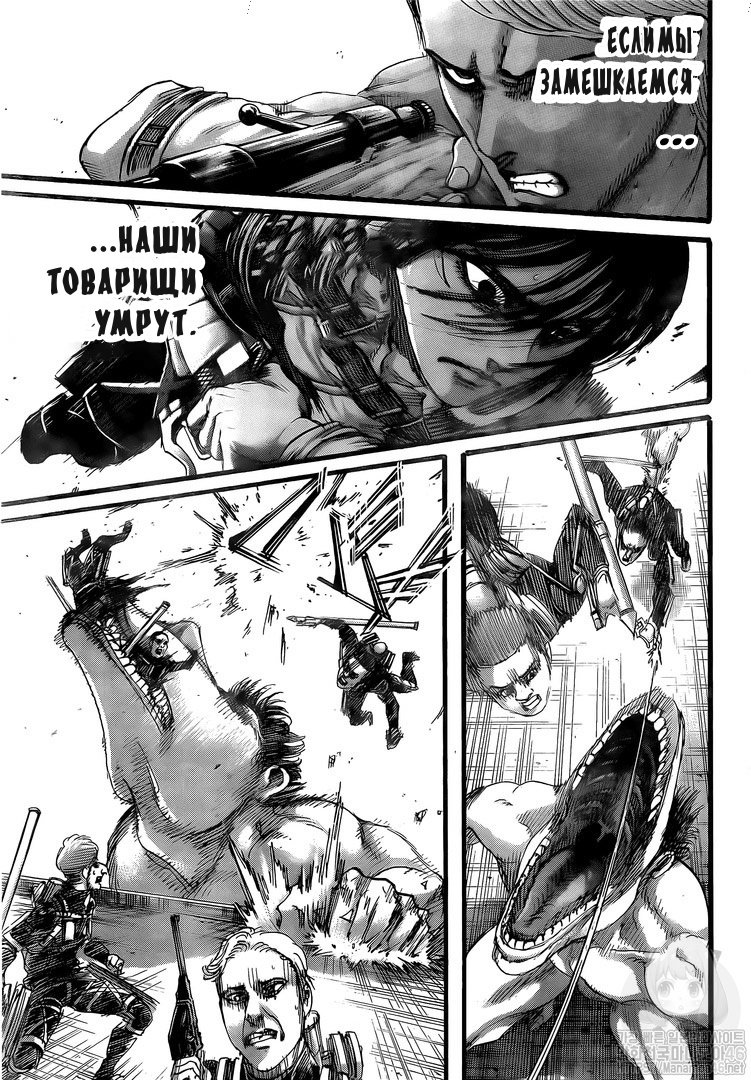 ЕСЛИ МЫ
ЗАМЕШКАЕМСЯ
...
...НАШИ
ТОВАРИЩИ
УМРУТ.